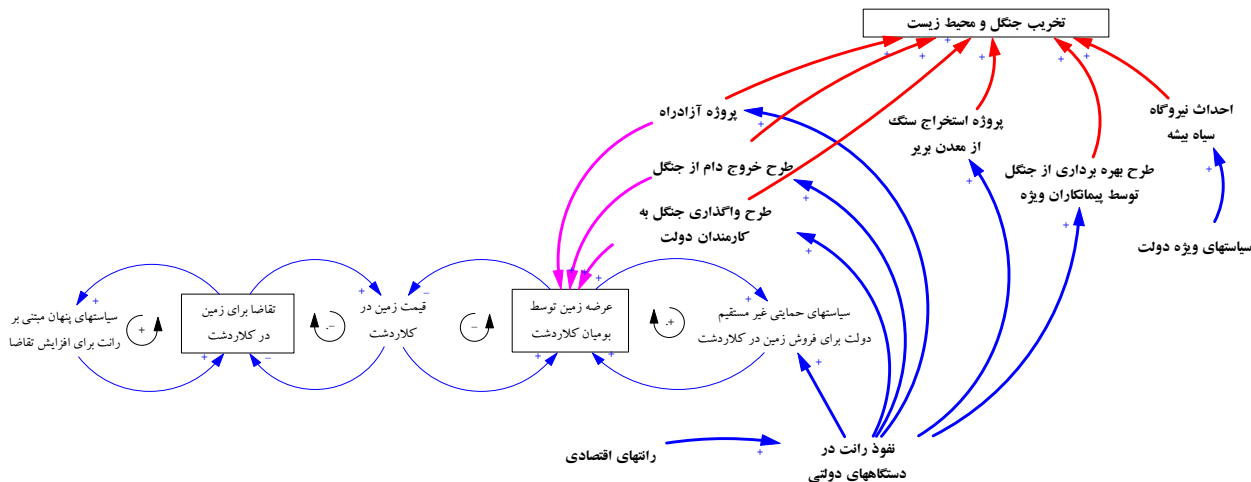 تخریب جنگل و محیط زیست
احداث نیروگاه
سیاه بیشه
پروژه آزادراه
پروژه استخراج سنگ
از معدن بریر
طرح خروج دام از جنگل
طرح بهره برداری از جنگل
توسط پیمانکاران ویژه
طرح واگذاری جنگل به
کارمندان دولت
سیاستهای ویژه دولت
سیاستهای حمایتی غیر مستقیم
دولت برای فروش زمین در کلاردشت
عرضه زمین توسط
بومیان کلاردشت
قیمت زمین در
کلاردشت
تقاضا برای زمین
در کلاردشت
سیاستهای پنهان مبتنی بر
رانت برای افزایش تقاضا
نفوذ رانت در
دستگاههای دولتی
رانتهای اقتصادی